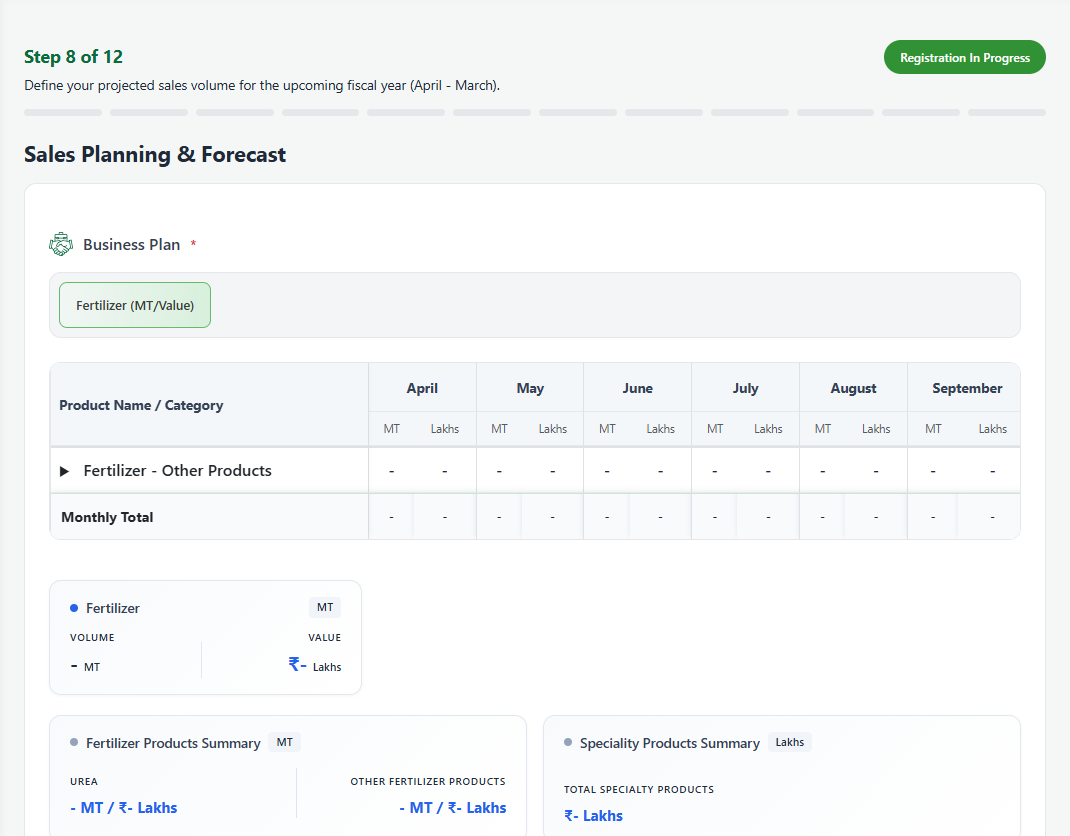 Step 8 of 12
Registration In Progress
Define your projected sales volume for the upcoming fiscal year (April - March).
Sales Planning & Forecast
Business Plan *
Fertilizer (MT/Value)
Product Name / Category April May June July August September
MT Lakhs MT Lakhs MT Lakhs MT Lakhs MT Lakhs MT Lakhs
▶ Fertilizer - Other Products - - - - - - - - - - - -
Monthly Total - - - - - - - - - - - -
Fertilizer MT
VOLUME VALUE
- MT ₹- Lakhs
Fertilizer Products Summary MT
UREA OTHER FERTILIZER PRODUCTS
- MT / ₹- Lakhs - MT / ₹- Lakhs
Speciality Products Summary Lakhs
TOTAL SPECIALTY PRODUCTS
₹- Lakhs